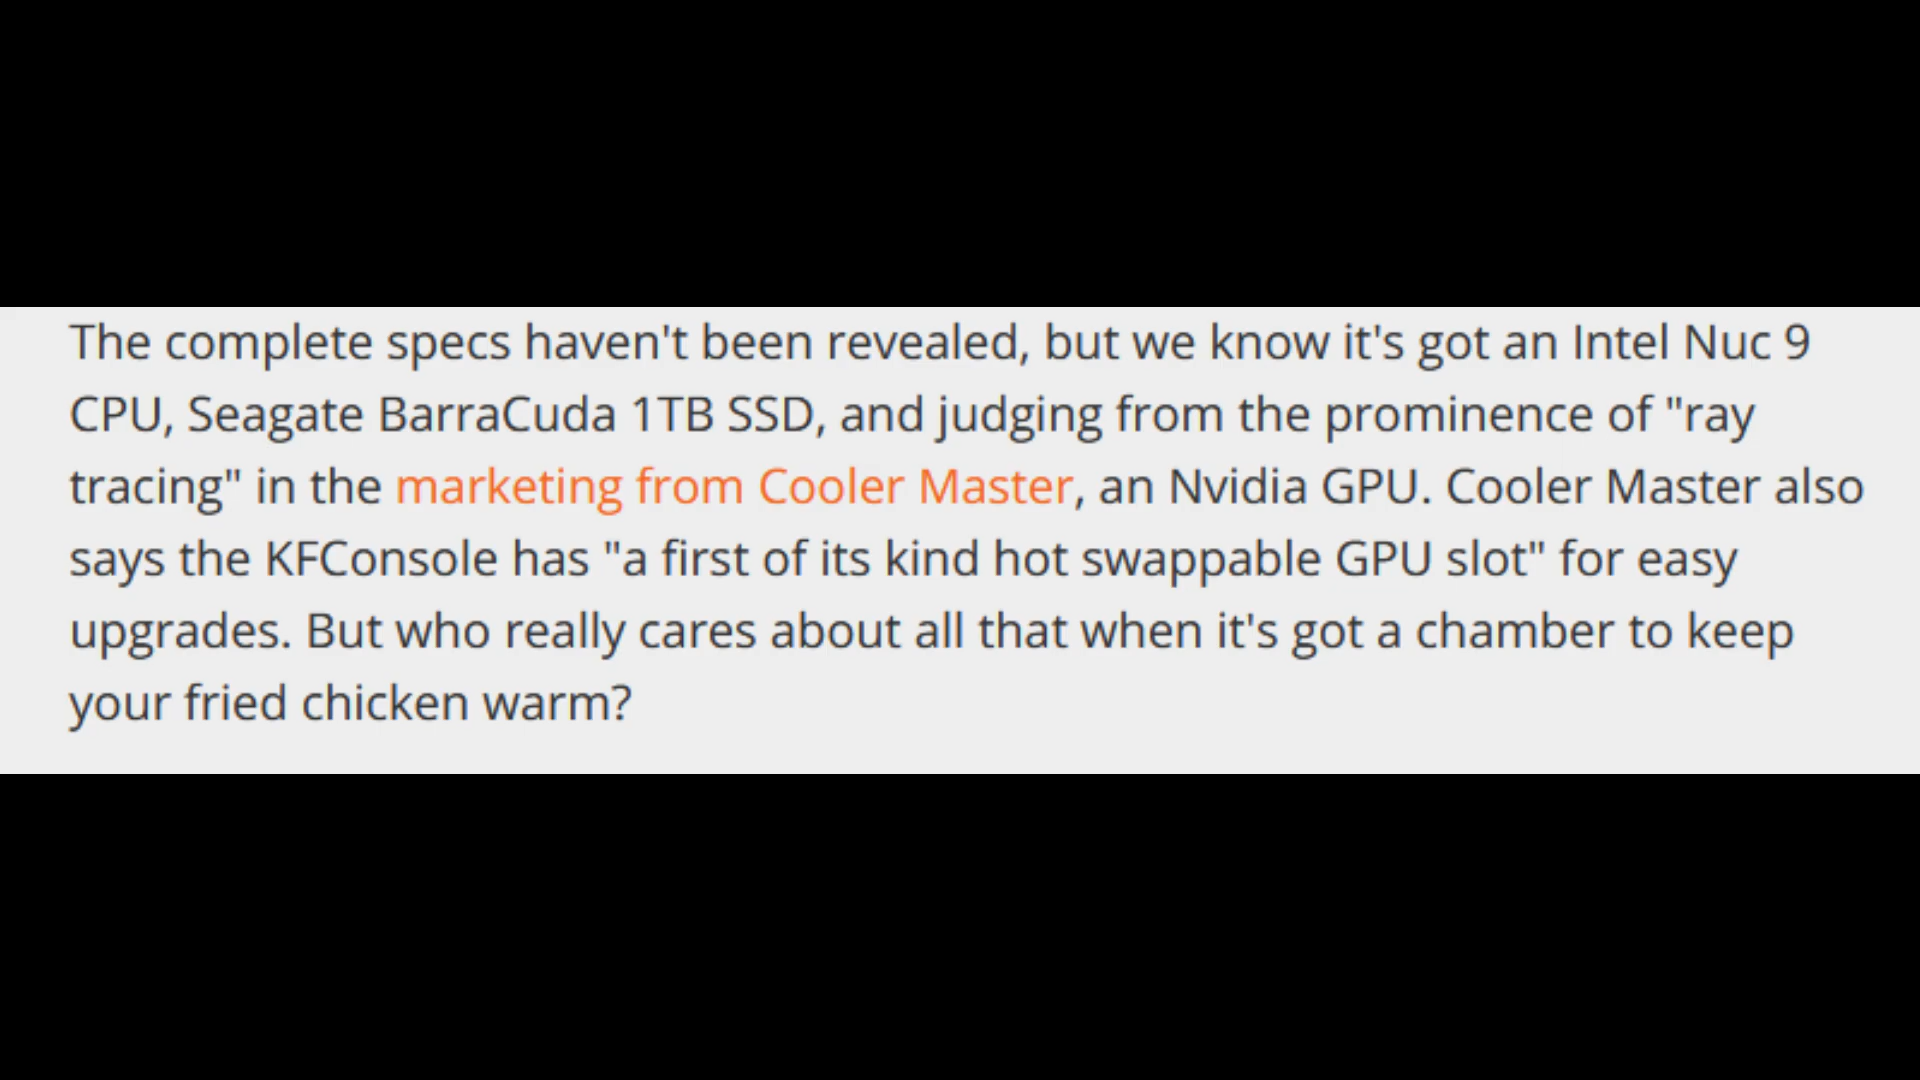 The complete specs haven't been revealed, but we know it's got an Intel Nuc 9
CPU, Seagate BarraCuda 1TB SSD, and judging from the prominence of "ray
tracing" in the marketing from Cooler Master, an Nvidia GPU. Cooler Master also
says the KFConsole has "a first of its kind hot swappable GPU slot" for easy
upgrades. But who really cares about all that when it's got a chamber to keep
your fried chicken warm?